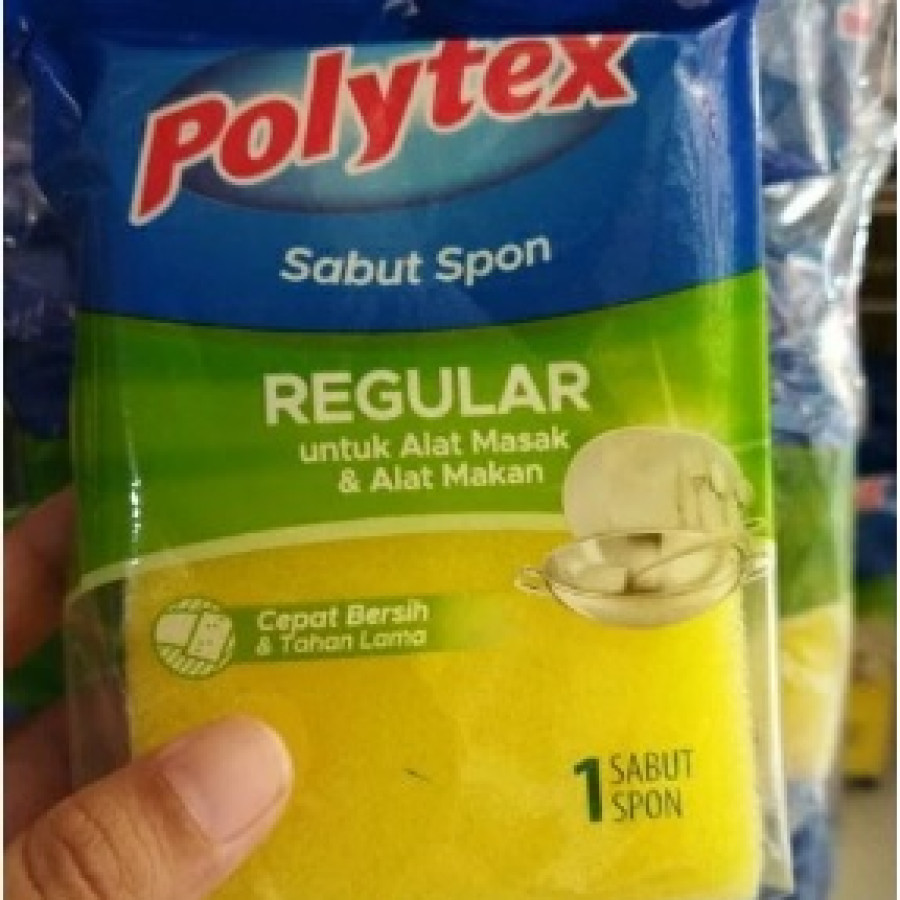 Polytex
Sabut Spon
REGULAR
untuk Alat Masak
& Alat Makan
Cepat Bersih
& Tahan Lama
1 SABUT
SPON